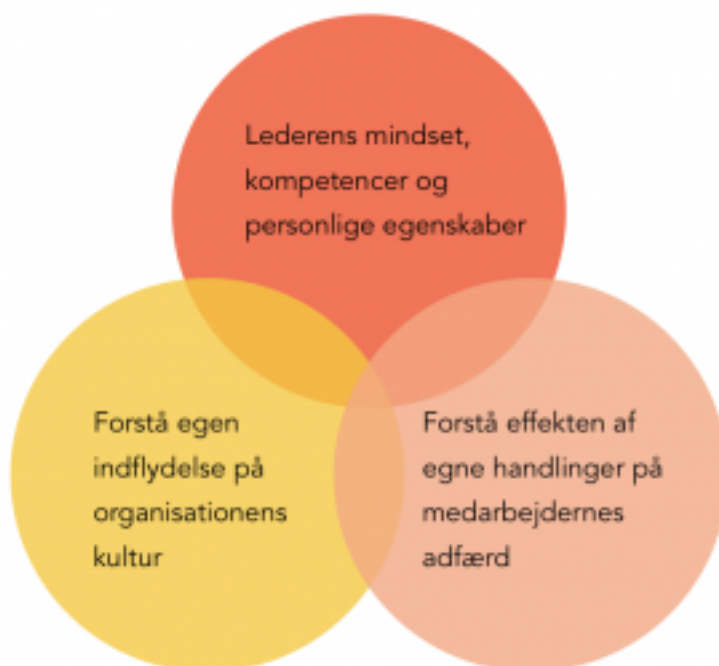 Lederens mindset,
kompetencer og
personlige egenskaber
Forstå egen
indflydelse på
organisationens
kultur
Forstå effekten af
egne handlinger på
medarbejdernes
adfærd